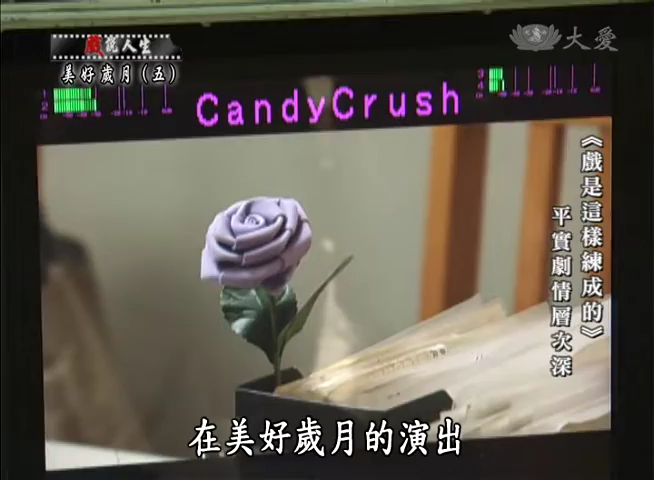 戲說人生
美好歲月(五)
大愛
CandyCrush
《戲是這樣練成的》
平實劇情層次深
在美好歲月的演出